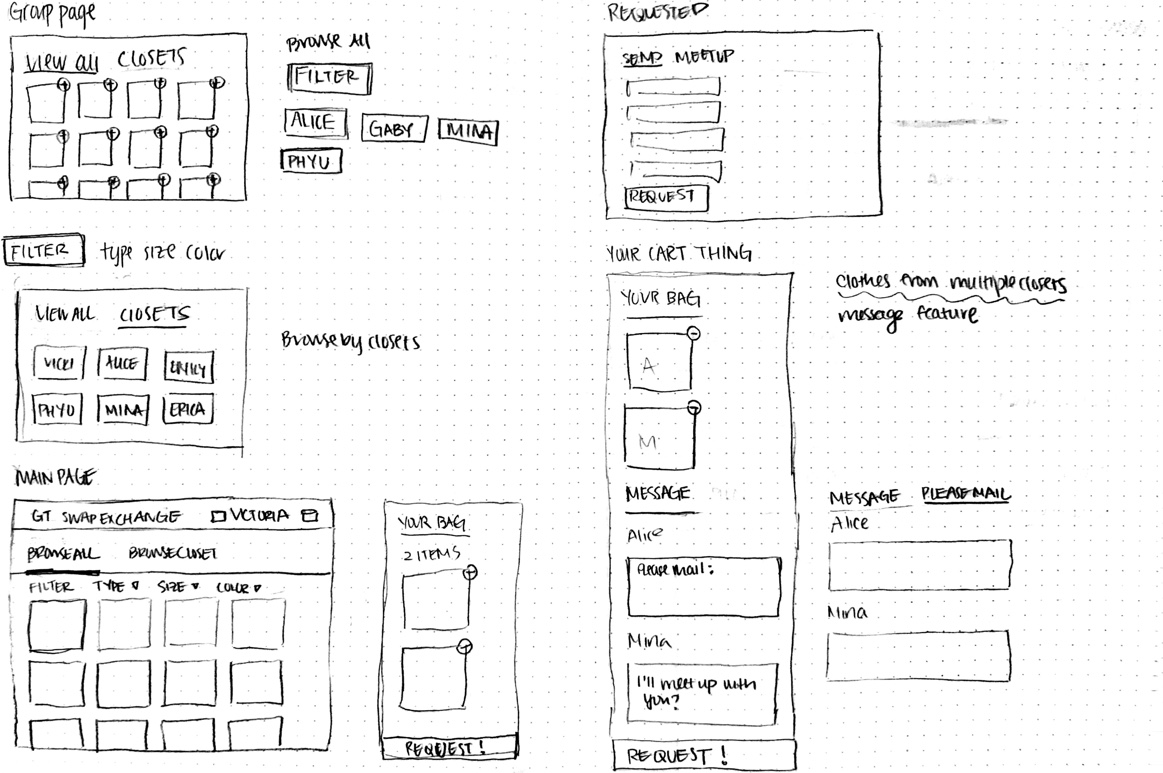 Group page
View all CLOSETS
Browse All
FILTER
ALICE GABY MINA
PHYU
FILTER type size color
VIEW ALL CLOSETS
VICKI ALICE EMILY
PHYU MINA ERICA
Browse by closets
MAIN PAGE
GT SWAP EXCHANGE VCTORIA
BROWSE ALL BROWSE CLOSET
FILTER TYPE SIZE COLOR
YOUR BAG
2 ITEMS
REQUEST!
REQUESTED
SEND MEETUP
REQUEST
YOUR CART THING
YOUR BAG
A
M
MESSAGE
Alice
Please mail:
Mina
I'll meet up with
you?
REQUEST!
clothes from multiple closers
message feature
MESSAGE PLEASE MAIL
Alice
Mina